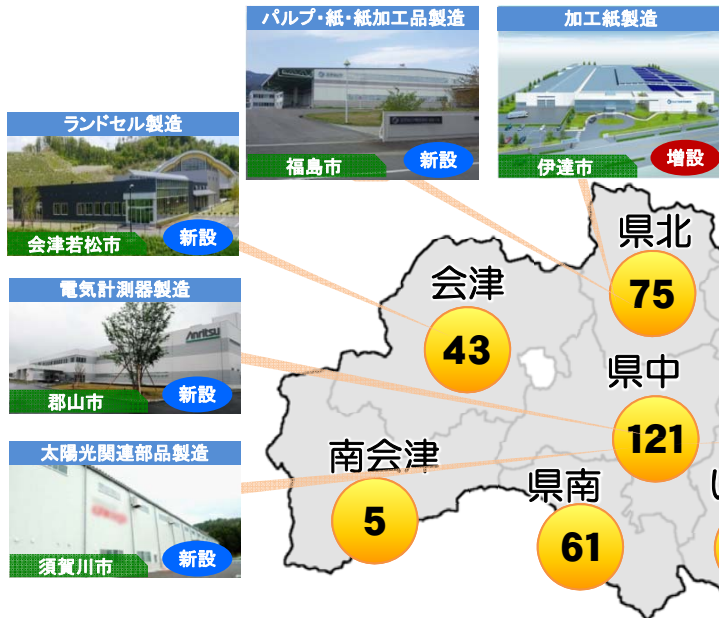 パルプ・紙・紙加工品製造
福島市
新設
加工紙製造
伊達市
増設
ランドセル製造
会津若松市
新設
電気計測器製造
Anritsu
郡山市
新設
太陽光関連部品製造
須賀川市
新設
県北
75
会津
43
県中
121
南会津
5
県南
61